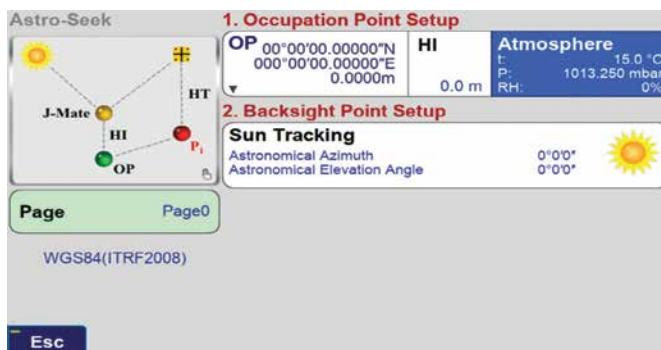 Astro-Seek
J-Mate
HI
HT
OP
Pi
Page
Page0
WGS84(ITRF2008)
Esc
1. Occupation Point Setup
OP
00°00'00.00000"N
000°00'00.00000"E
0.0000m
HI
0.0 m
Atmosphere
t: 15.0 °C
P: 1013.250 mbar
RH: 0%
2. Backsight Point Setup
Sun Tracking
Astronomical Azimuth 0°0'0"
Astronomical Elevation Angle 0°0'0"